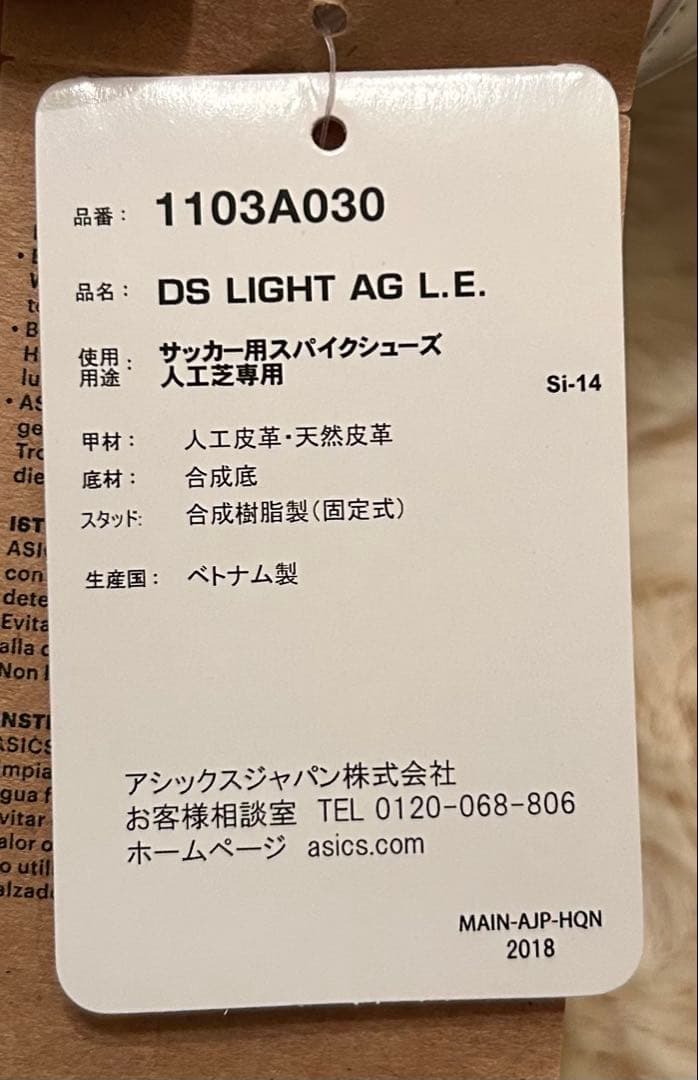 品番： 1103A030
品名： DS LIGHT AG L.E.
使用用途： サッカー用スパイクシューズ
人工芝専用
Si-14
甲材： 人工皮革・天然皮革
底材： 合成底
スタッド: 合成樹脂製(固定式)
生産国： ベトナム製
アシックスジャパン株式会社
お客様相談室 TEL 0120-068-806
ホームページ asics.com
MAIN-AJP-HQN
2018